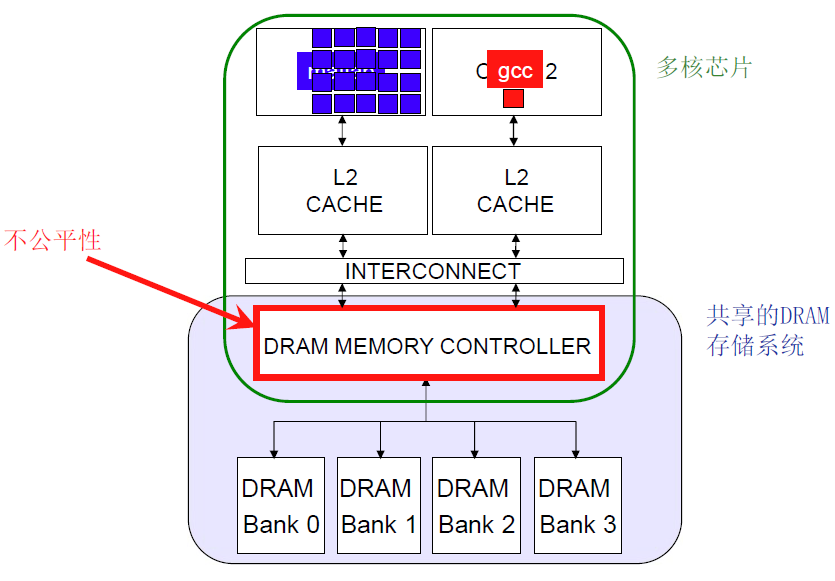 gcc
2
多核芯片
L2
CACHE
L2
CACHE
不公平性
INTERCONNECT
共享的DRAM
存储系统
DRAM MEMORY CONTROLLER
DRAM
Bank 0
DRAM
Bank 1
DRAM
Bank 2
DRAM
Bank 3